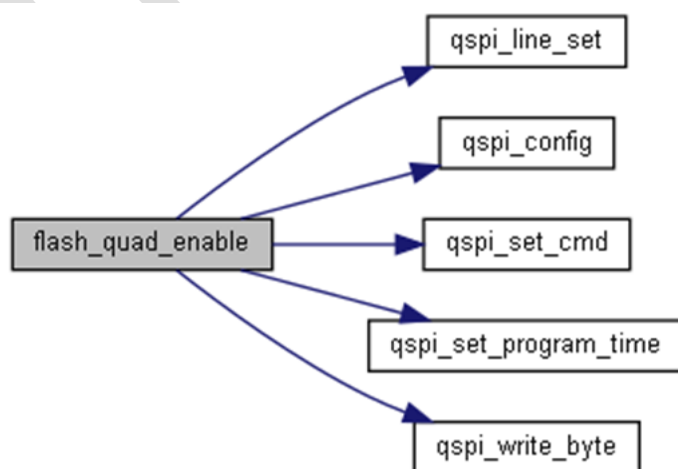 qspi_line_set
qspi_config
flash_quad_enable
qspi_set_cmd
qspi_set_program_time
qspi_write_byte